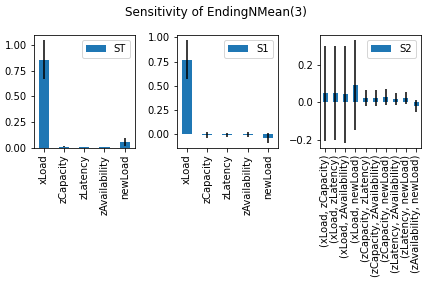 Sensitivity of EndingNMean(3)
ST
1.00
0.75
0.50
0.25
0.00
xLoad
zCapacity
zLatency
zAvailability
newLoad
S1
1.00
0.75
0.50
0.25
0.00
xLoad
zCapacity
zLatency
zAvailability
newLoad
S2
0.2
0.0
−0.2
(xLoad, zCapacity)
(xLoad, zLatency)
(xLoad, zAvailability)
(xLoad, newLoad)
(zCapacity, zLatency)
(zCapacity, zAvailability)
(zCapacity, newLoad)
(zLatency, zAvailability)
(zLatency, newLoad)
(zAvailability, newLoad)